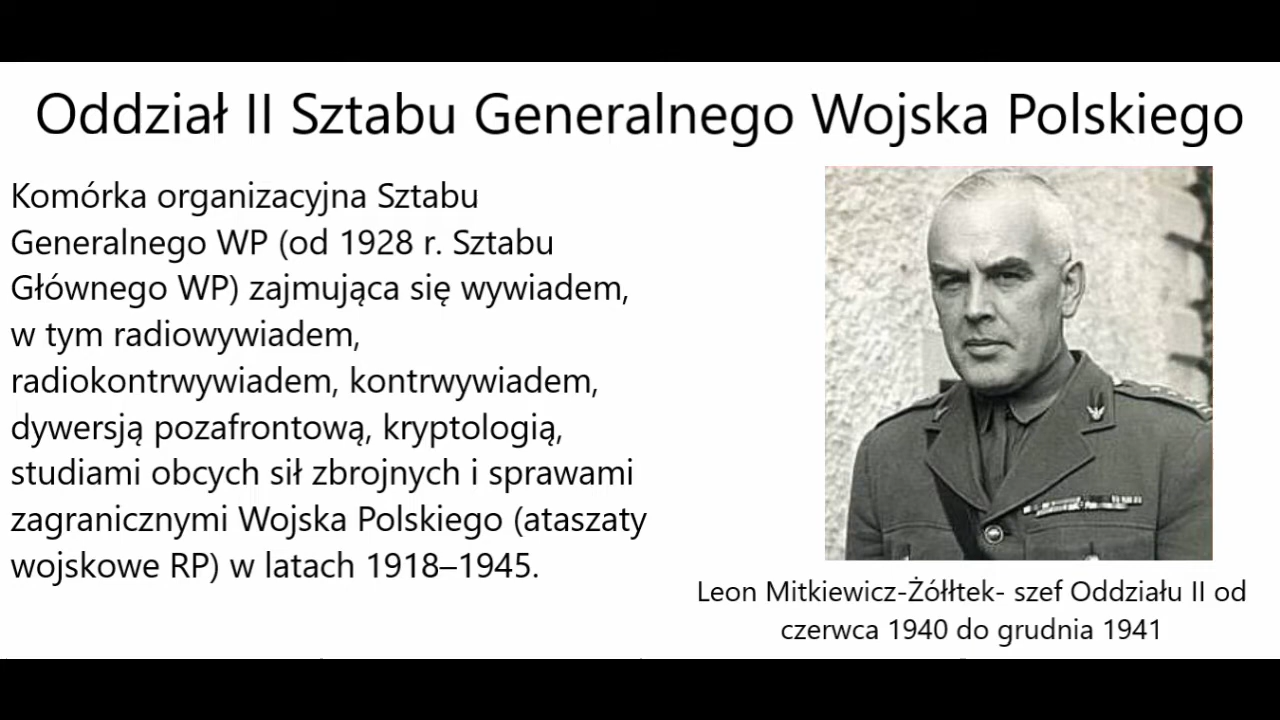 Oddział II Sztabu Generalnego Wojska Polskiego
Komórka organizacyjna Sztabu
Generalnego WP (od 1928 r. Sztabu
Głównego WP) zajmująca się wywiadem,
w tym radiowywiadem,
radiokontrwywiadem, kontrwywiadem,
dywersją pozafrontową, kryptologią,
studiami obcych sił zbrojnych i sprawami
zagranicznymi Wojska Polskiego (ataszaty
wojskowe RP) w latach 1918–1945.
Leon Mitkiewicz-Żółłtek- szef Oddziału II od
czerwca 1940 do grudnia 1941